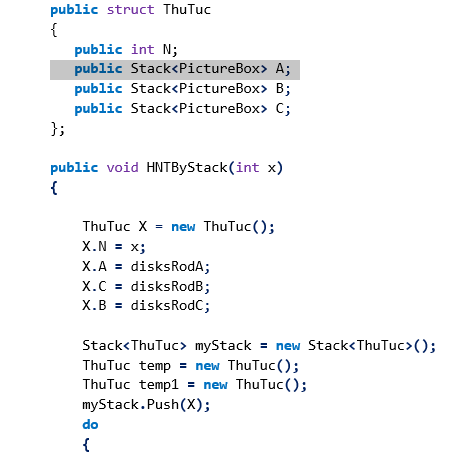 public struct ThuTuc
{
public int N;
public Stack<PictureBox> A;
public Stack<PictureBox> B;
public Stack<PictureBox> C;
};
public void HNTByStack(int x)
{
ThuTuc X = new ThuTuc();
X.N = x;
X.A = disksRodA;
X.C = disksRodB;
X.B = disksRodC;
Stack<ThuTuc> myStack = new Stack<ThuTuc>();
ThuTuc temp = new ThuTuc();
ThuTuc temp1 = new ThuTuc();
myStack.Push(X);
do
{